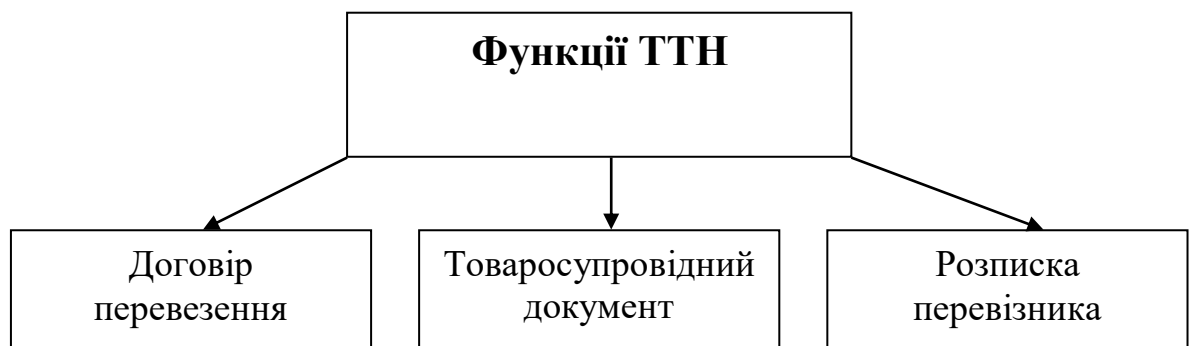 Функції ТТН
Договір
перевезення
Товаросупровідний
документ
Розписка
перевізника